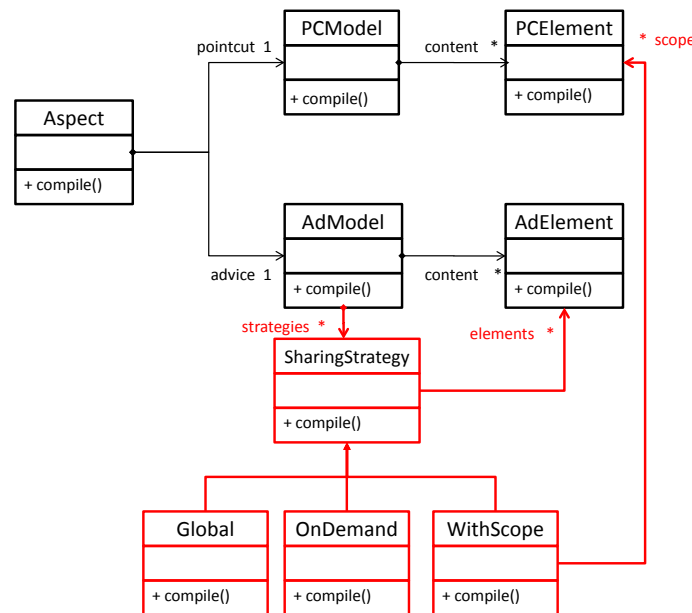 PCModel
PCElement
* scope
pointcut 1
content *
+ compile()
+ compile()
Aspect
+ compile()
AdModel
AdElement
advice 1
content *
+ compile()
+ compile()
strategies *
elements *
SharingStrategy
+ compile()
Global
OnDemand
WithScope
+ compile()
+ compile()
+ compile()